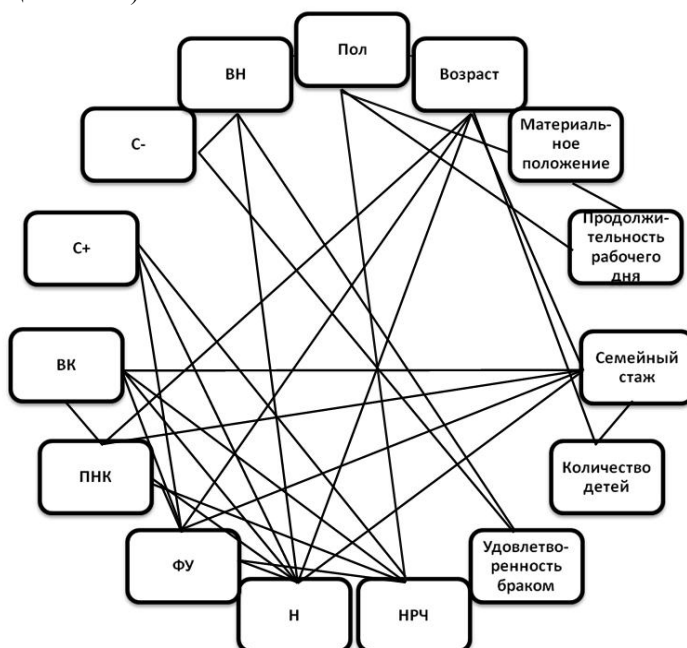 Пол
ВН
Возраст
С-
Материаль-
ное
положение
С+
Продолжи-
тельность
рабочего
дня
ВК
Семейный
стаж
ПНК
Количество
детей
ФУ
Удовлетво-
ренность
браком
Н
НРЧ